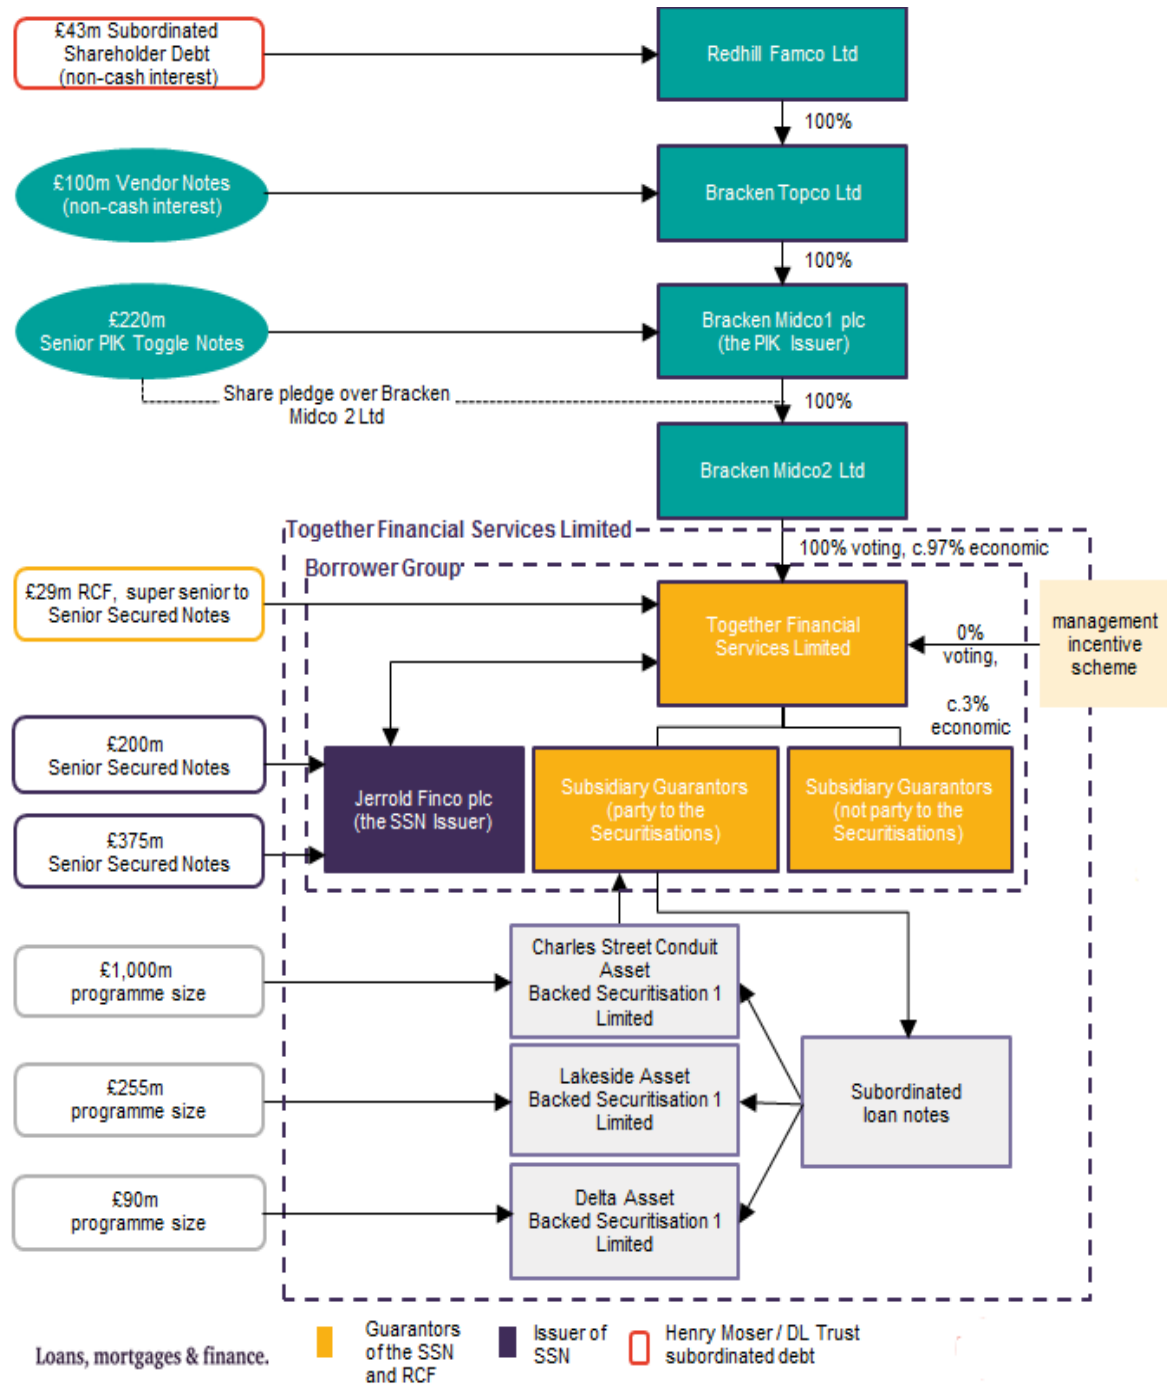 £43m Subordinated
Shareholder Debt
(non-cash interest)
Redhill Famco Ltd
100%
£100m Vendor Notes
(non-cash interest)
Bracken Topco Ltd
100%
£220m
Senior PIK Toggle Notes
Bracken Midco1 plc
(the PIK Issuer)
Share pledge over Bracken
Midco 2 Ltd
100%
Bracken Midco2 Ltd
Together Financial Services Limited
100% voting, c.97% economic
Borrower Group
£29m RCF, super senior to
Senior Secured Notes
Together Financial
Services Limited
0%
voting,
c.3%
economic
management
incentive
scheme
£200m
Senior Secured Notes
£375m
Senior Secured Notes
Jerrold Finco plc
(the SSN Issuer)
Subsidiary Guarantors
(party to the
Securitisations)
Subsidiary Guarantors
(not party to the
Securitisations)
£1,000m
programme size
Charles Street Conduit
Asset
Backed Securitisation 1
Limited
£255m
programme size
Lakeside Asset
Backed Securitisation 1
Limited
Subordinated
loan notes
£90m
programme size
Delta Asset
Backed Securitisation 1
Limited
Loans, mortgages & finance.
Guarantors
of the SSN
and RCF
Issuer of
SSN
Henry Moser / DL Trust
subordinated debt